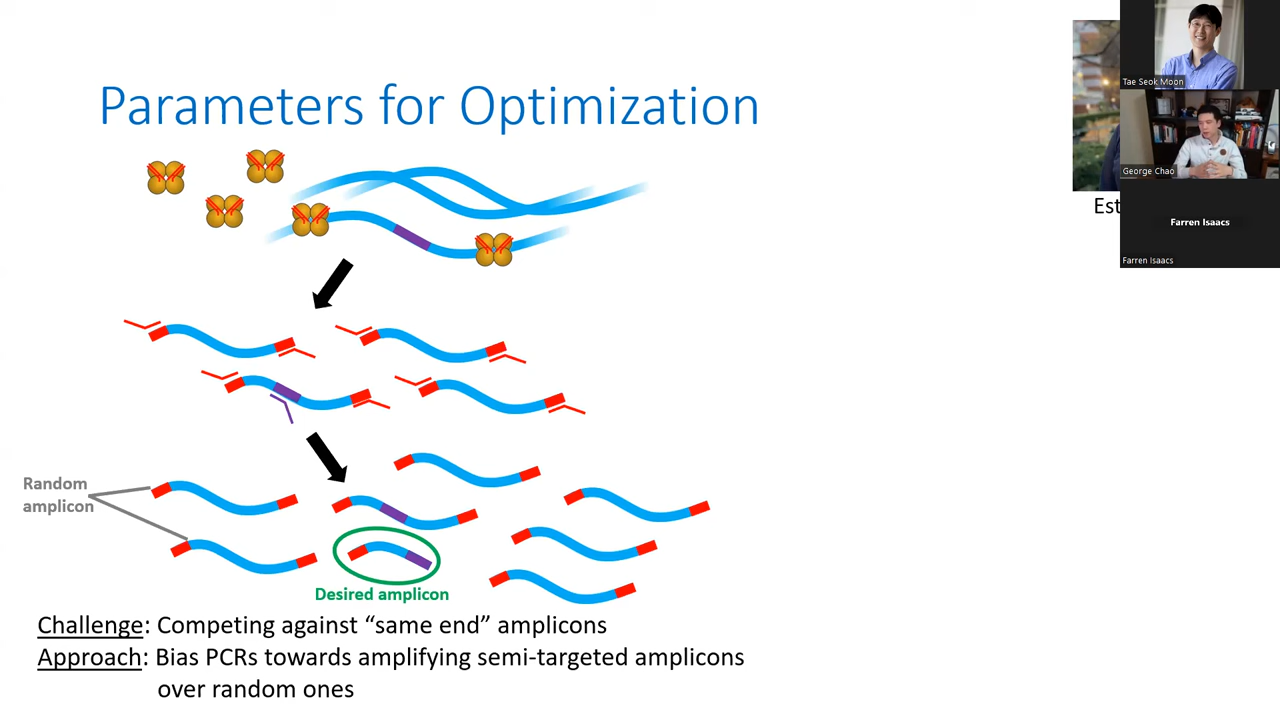 Parameters for Optimization
Tae Seok Moon
George Chao
Est
Farren Isaacs
Farren Isaacs
Random
amplicon
Desired amplicon
Challenge: Competing against “same end” amplicons
Approach: Bias PCRs towards amplifying semi-targeted amplicons
over random ones